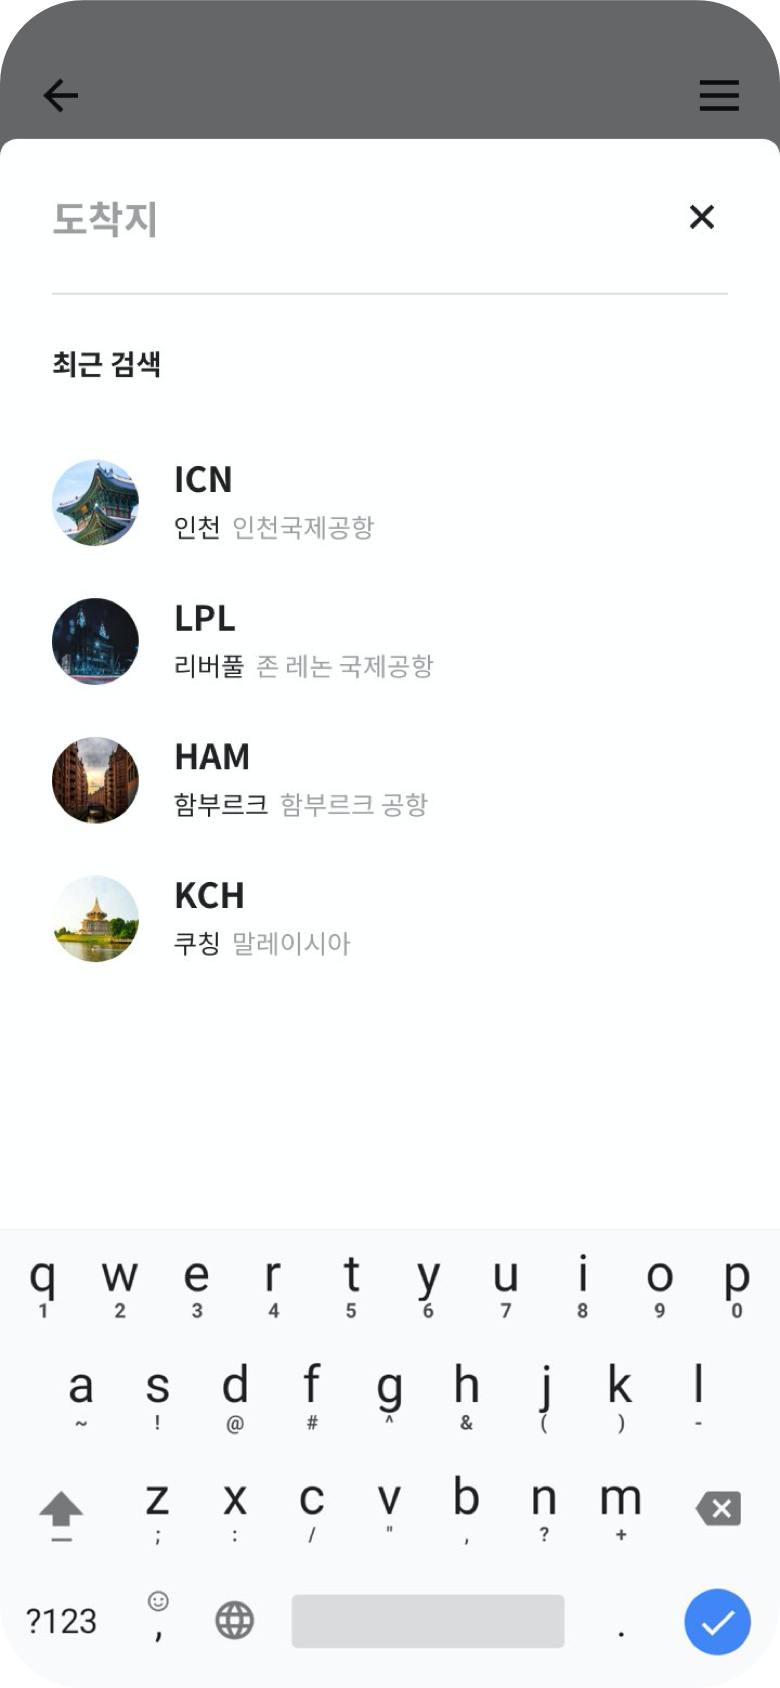 도착지
최근 검색
ICN
인천 인천국제공항
LPL
리버풀 존 레논 국제공항
HAM
함부르크 함부르크 공항
KCH
쿠칭 말레이시아
q w e r t y u i o p
1 2 3 4 5 6 7 8 9 0
a s d f g h j k l
~ ! @ # ^ & ( ) -
z x c v b n m
; : / " , ? +
?123 , .